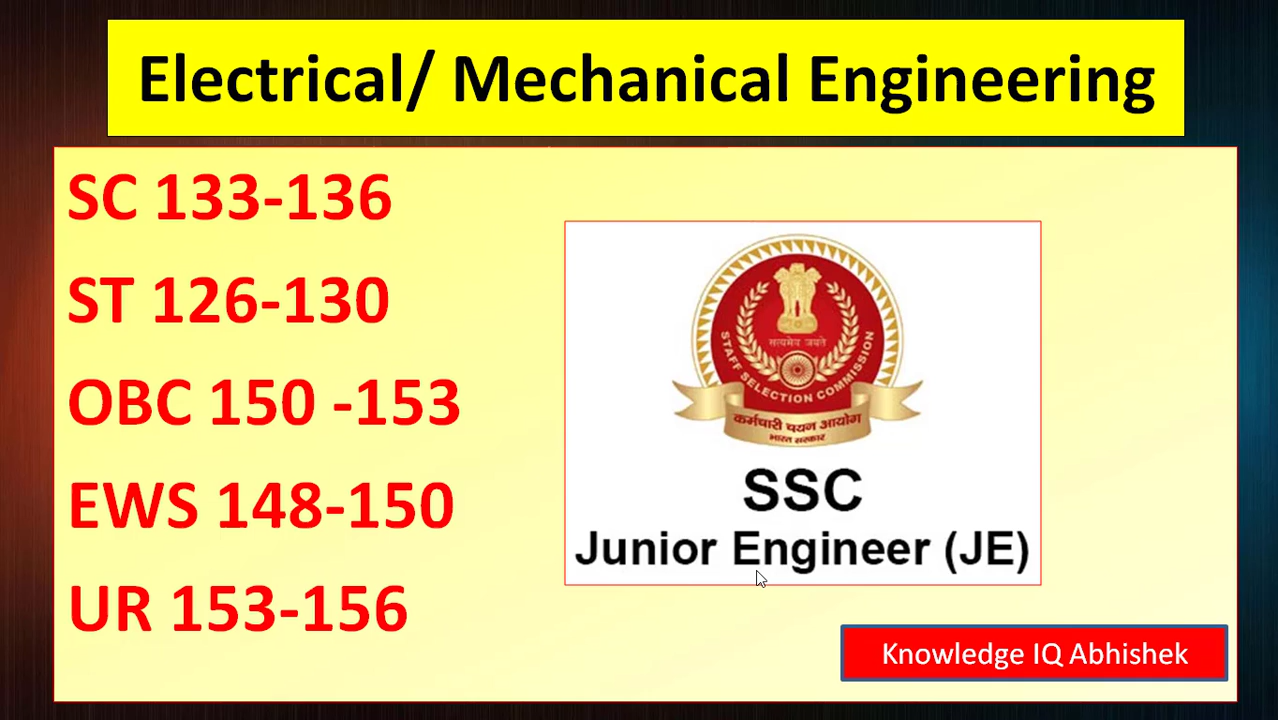 Electrical/ Mechanical Engineering
SC 133-136
ST 126-130
OBC 150 -153
EWS 148-150
UR 153-156
सत्यमेव जयते
STAFF SELECTION COMMISSION
कर्मचारी चयन आयोग
भारत सरकार
SSC
Junior Engineer (JE)
Knowledge IQ Abhishek